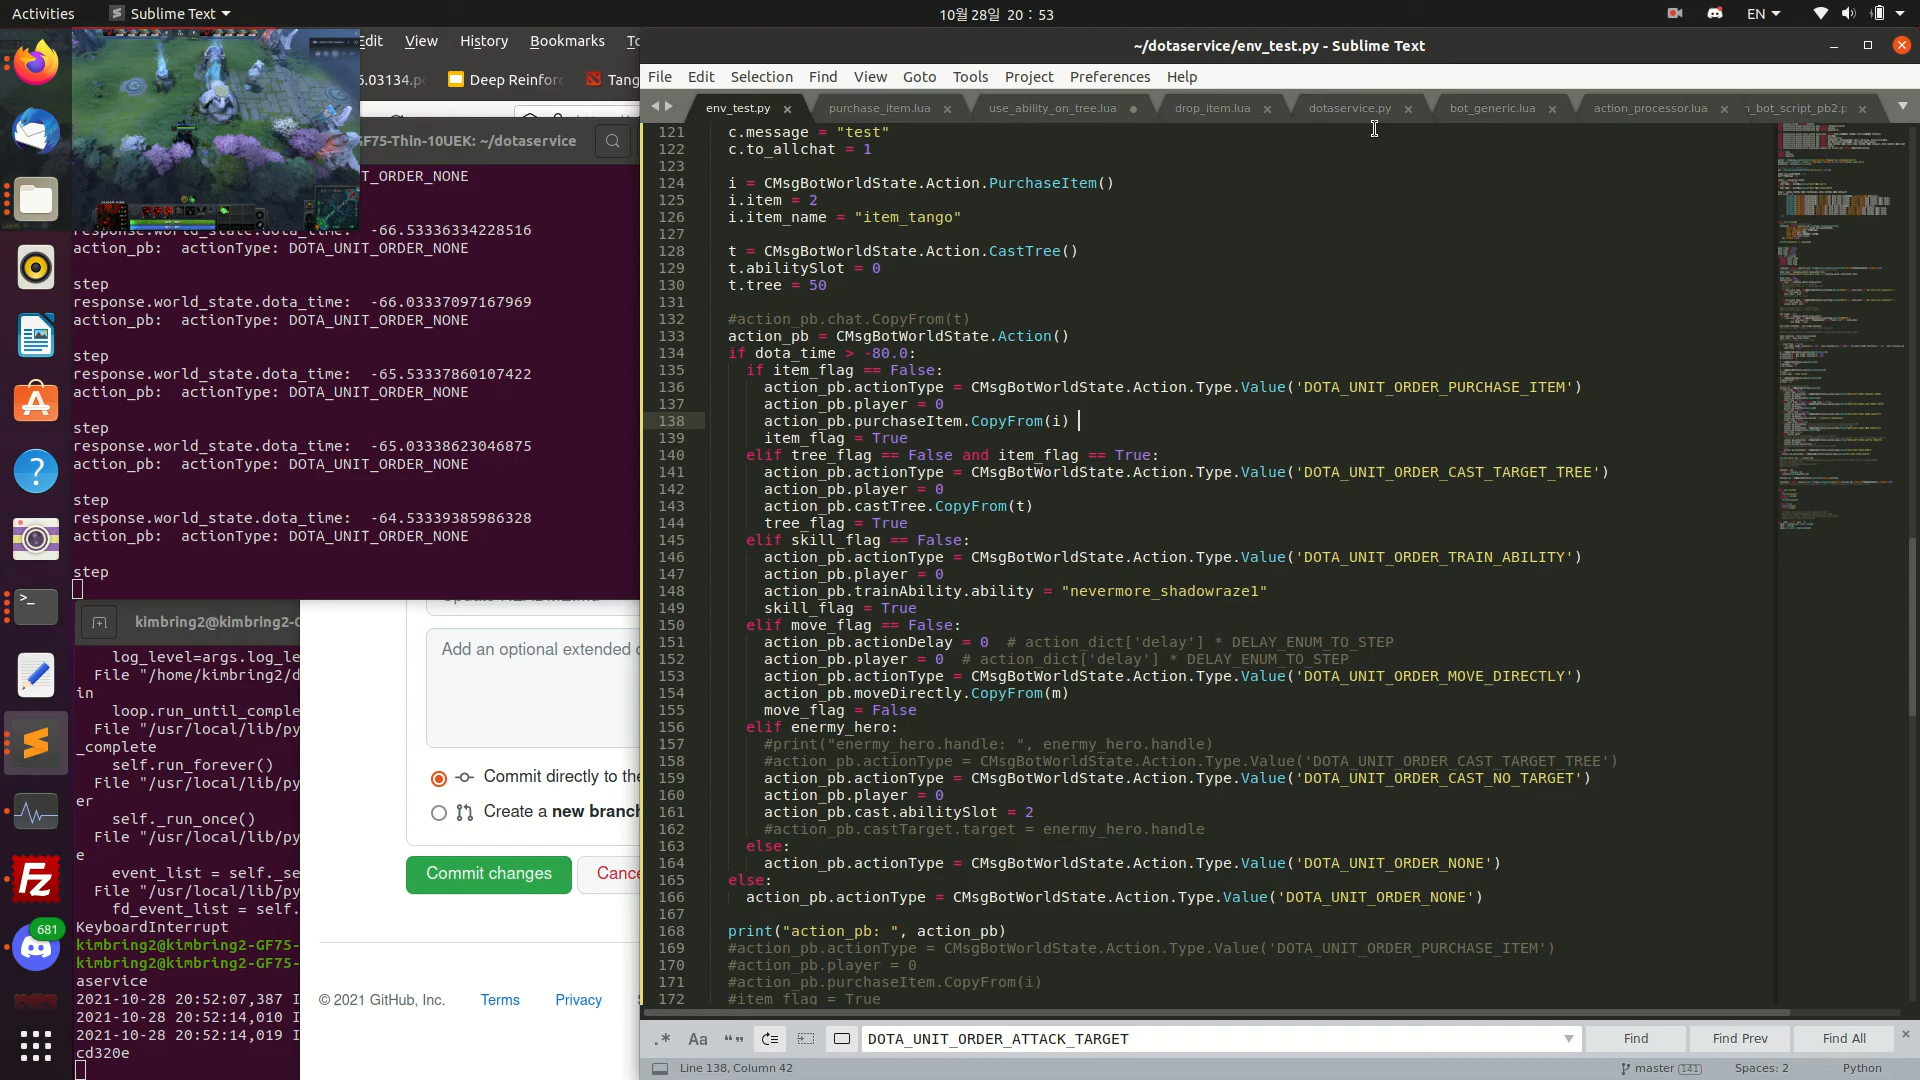 Activities
Sublime Text
10월 28일 20 : 53
EN
Edit View History Bookmarks
Deep Reinfor
Tang
GF75-Thin-10UEK: ~/dotaservice
T_ORDER_NONE
response.world_state.dota_time:  -66.53336334228516
action_pb:  actionType: DOTA_UNIT_ORDER_NONE
step
response.world_state.dota_time:  -66.03337097167969
action_pb:  actionType: DOTA_UNIT_ORDER_NONE
step
response.world_state.dota_time:  -65.53337860107422
action_pb:  actionType: DOTA_UNIT_ORDER_NONE
step
response.world_state.dota_time:  -65.03338623046875
action_pb:  actionType: DOTA_UNIT_ORDER_NONE
step
response.world_state.dota_time:  -64.53339385986328
action_pb:  actionType: DOTA_UNIT_ORDER_NONE
step
kimbring2@kimbring2-G
log_level=args.log_le
File "/home/kimbring2/d
in
loop.run_until_comple
File "/usr/local/lib/py
_complete
self.run_forever()
File "/usr/local/lib/py
er
self._run_once()
File "/usr/local/lib/py
e
event_list = self._se
File "/usr/local/lib/py
fd_event_list = self.
KeyboardInterrupt
kimbring2@kimbring2-GF75-
kimbring2@kimbring2-GF75-
aservice
2021-10-28 20:52:07,387 I
2021-10-28 20:52:14,010 I
2021-10-28 20:52:14,019 I
cd320e
681
Add an optional extended
Commit directly to the
Create a new branch
Commit changes
Cance
© 2021 GitHub, Inc.
Terms
Privacy
~/dotaservice/env_test.py - Sublime Text
File Edit Selection Find View Goto Tools Project Preferences Help
env_test.py
purchase_item.lua
use_ability_on_tree.lua
drop_item.lua
dotaservice.py
bot_generic.lua
action_processor.lua
_bot_script_pb2.p
121 c.message = "test"
122 c.to_allchat = 1
123
124 i = CMsgBotWorldState.Action.PurchaseItem()
125 i.item = 2
126 i.item_name = "item_tango"
127
128 t = CMsgBotWorldState.Action.CastTree()
129 t.abilitySlot = 0
130 t.tree = 50
131
132 #action_pb.chat.CopyFrom(t)
133 action_pb = CMsgBotWorldState.Action()
134 if dota_time > -80.0:
135 if item_flag == False:
136 action_pb.actionType = CMsgBotWorldState.Action.Type.Value('DOTA_UNIT_ORDER_PURCHASE_ITEM')
137 action_pb.player = 0
138 action_pb.purchaseItem.CopyFrom(i)
139 item_flag = True
140 elif tree_flag == False and item_flag == True:
141 action_pb.actionType = CMsgBotWorldState.Action.Type.Value('DOTA_UNIT_ORDER_CAST_TARGET_TREE')
142 action_pb.player = 0
143 action_pb.castTree.CopyFrom(t)
144 tree_flag = True
145 elif skill_flag == False:
146 action_pb.actionType = CMsgBotWorldState.Action.Type.Value('DOTA_UNIT_ORDER_TRAIN_ABILITY')
147 action_pb.player = 0
148 action_pb.trainAbility.ability = "nevermore_shadowraze1"
149 skill_flag = True
150 elif move_flag == False:
151 action_pb.actionDelay = 0  # action_dict['delay'] * DELAY_ENUM_TO_STEP
152 action_pb.player = 0  # action_dict['delay'] * DELAY_ENUM_TO_STEP
153 action_pb.actionType = CMsgBotWorldState.Action.Type.Value('DOTA_UNIT_ORDER_MOVE_DIRECTLY')
154 action_pb.moveDirectly.CopyFrom(m)
155 move_flag = False
156 elif enermy_hero:
157 #print("enermy_hero.handle: ", enermy_hero.handle)
158 #action_pb.actionType = CMsgBotWorldState.Action.Type.Value('DOTA_UNIT_ORDER_CAST_TARGET_TREE')
159 action_pb.actionType = CMsgBotWorldState.Action.Type.Value('DOTA_UNIT_ORDER_CAST_NO_TARGET')
160 action_pb.player = 0
161 action_pb.cast.abilitySlot = 2
162 #action_pb.castTarget.target = enermy_hero.handle
163 else:
164 action_pb.actionType = CMsgBotWorldState.Action.Type.Value('DOTA_UNIT_ORDER_NONE')
165 else:
166 action_pb.actionType = CMsgBotWorldState.Action.Type.Value('DOTA_UNIT_ORDER_NONE')
167
168 print("action_pb: ", action_pb)
169 #action_pb.actionType = CMsgBotWorldState.Action.Type.Value('DOTA_UNIT_ORDER_PURCHASE_ITEM')
170 #action_pb.player = 0
171 #action_pb.purchaseItem.CopyFrom(i)
172 #item_flag = True
DOTA_UNIT_ORDER_ATTACK_TARGET
Find
Find Prev
Find All
Line 138, Column 42
master 141
Spaces: 2
Python